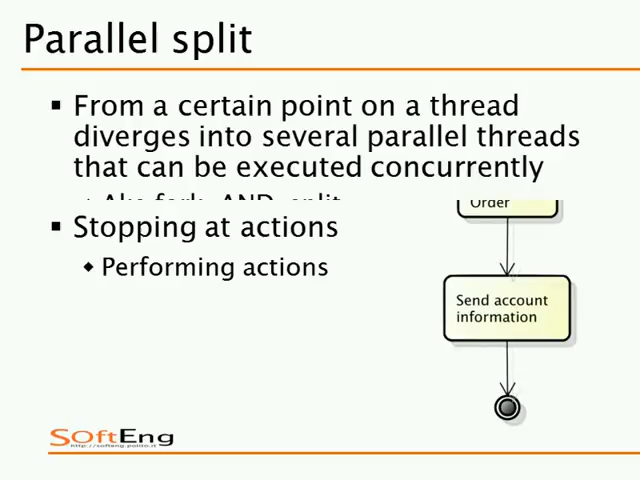 Parallel split
▪ From a certain point on a thread
diverges into several parallel threads
that can be executed concurrently
Aka fork, AND-split
Order
▪ Stopping at actions
◆ Performing actions
Send account
information
SOftEng
http://softeng.polito.it